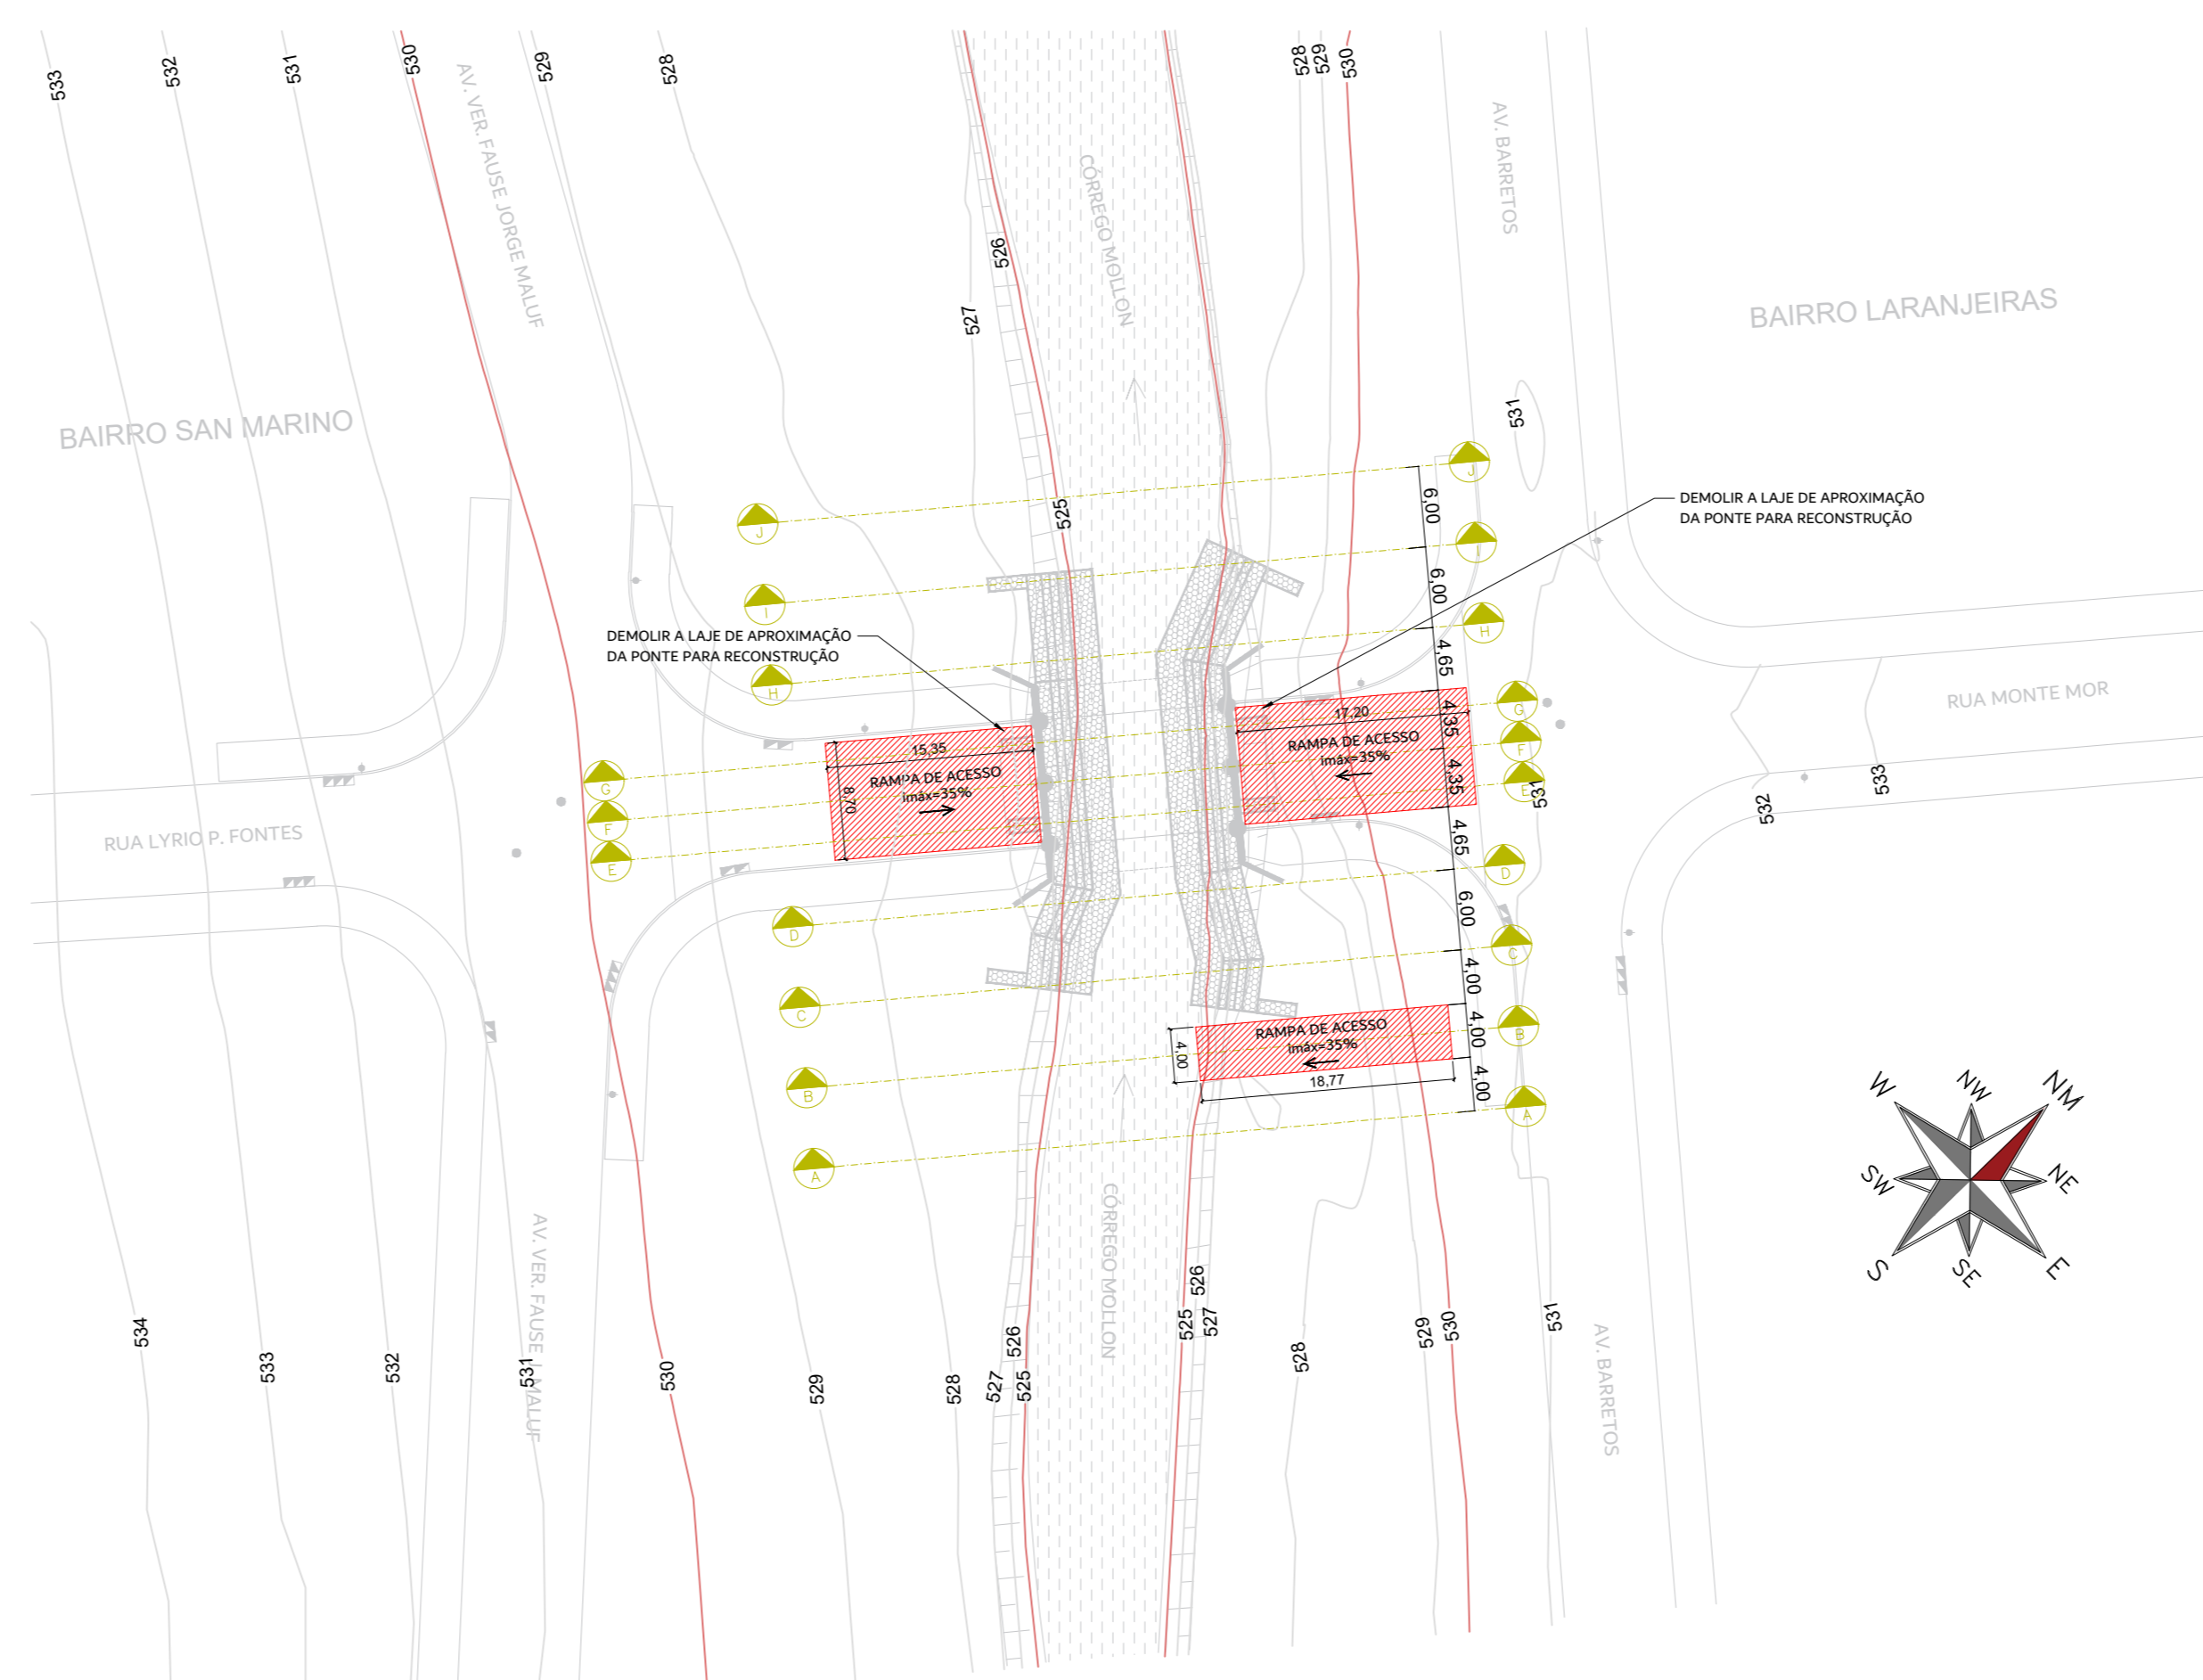 533
532
531
530
529
528
528
529
530
AV. VER. FAUSE JORGE MALUF
CÓRREGO MOLLON
AV. BARRETOS
526
527
BAIRRO LARANJEIRAS
BAIRRO SAN MARINO
531
J
J
6,00
525
DEMOLIR A LAJE DE APROXIMAÇÃO
DA PONTE PARA RECONSTRUÇÃO
I
I
6,00
H
H
4,65
DEMOLIR A LAJE DE APROXIMAÇÃO
DA PONTE PARA RECONSTRUÇÃO
RUA MONTE MOR
G
G
4,35
17,20
RAMPA DE ACESSO
imáx=35%
15,35
RAMPA DE ACESSO
imáx=35%
8,70
F
F
4,35
E
E
531
532
533
RUA LYRIO P. FONTES
4,65
D
D
6,00
C
C
4,00
RAMPA DE ACESSO
imáx=35%
4,00
18,77
B
B
4,00
4,00
A
A
W
NW
NM
SW
NE
S
SE
E
CÓRREGO MOLLON
AV. VER. FAUSE J. MALUF
AV. BARRETOS
534
533
532
531
530
529
528
527
526
525
525
526
527
528
529
530
531